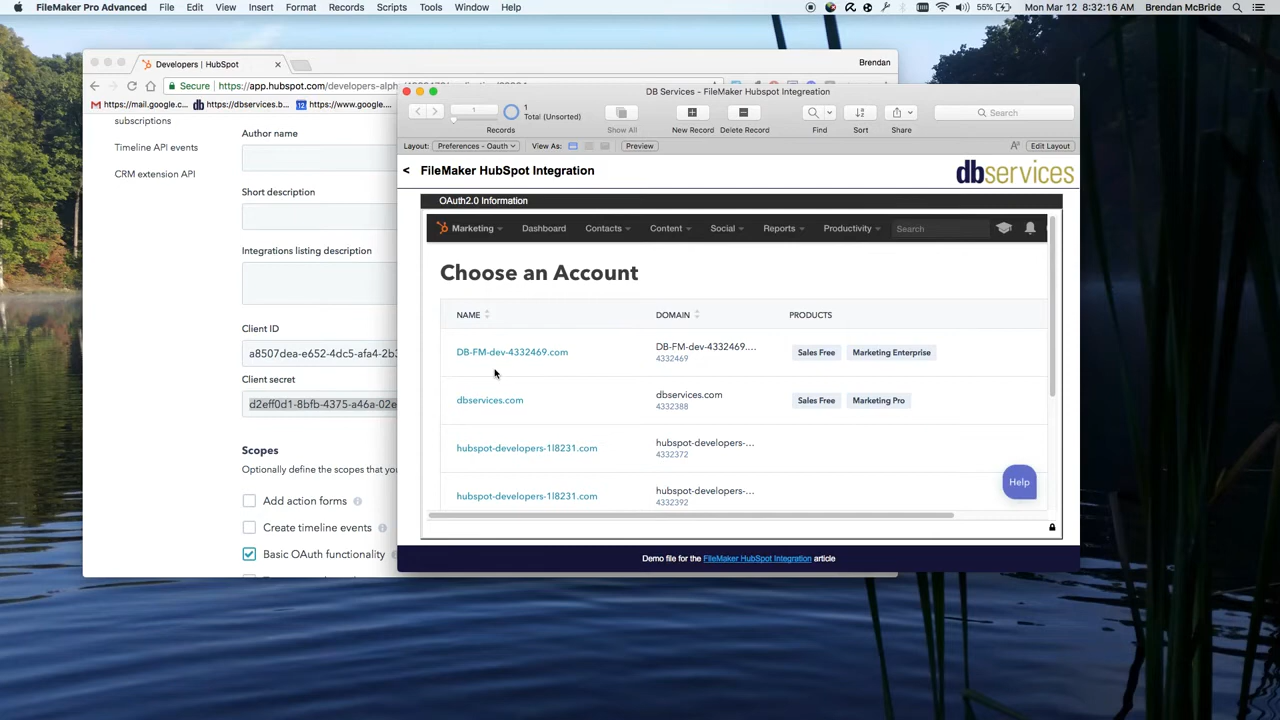 FileMaker Pro Advanced File Edit View Insert Format Records Scripts Tools Window Help 55% Mon Mar 12 8:32:16 AM Brendan McBride
Developers | HubSpot Brendan
Secure https://app.hubspot.com/developers-alph
https://mail.google.c... https://dbservices.b... https://www.google....
subscriptions
Timeline API events
CRM extension API
Author name
Short description
Integrations listing description
Client ID
a8507dea-e652-4dc5-afa4-2b3
Client secret
d2eff0d1-8bfb-4375-a46a-02e
Scopes
Optionally define the scopes that you
Add action forms
Create timeline events
Basic OAuth functionality
DB Services - FileMaker Hubspot Integreation
1 1
Total (Unsorted)
Search
Records Show All New Record Delete Record Find Sort Share
Layout: Preferences - Oauth View As: Preview Edit Layout
< FileMaker HubSpot Integration dbservices
OAuth2.0 Information
Marketing Dashboard Contacts Content Social Reports Productivity Search
Choose an Account
NAME DOMAIN PRODUCTS
DB-FM-dev-4332469.com DB-FM-dev-4332469.... Sales Free Marketing Enterprise
4332469
dbservices.com dbservices.com Sales Free Marketing Pro
4332388
hubspot-developers-1l8231.com hubspot-developers-...
4332372
hubspot-developers-1l8231.com hubspot-developers-...
4332392
Help
Demo file for the FileMaker HubSpot Integration article